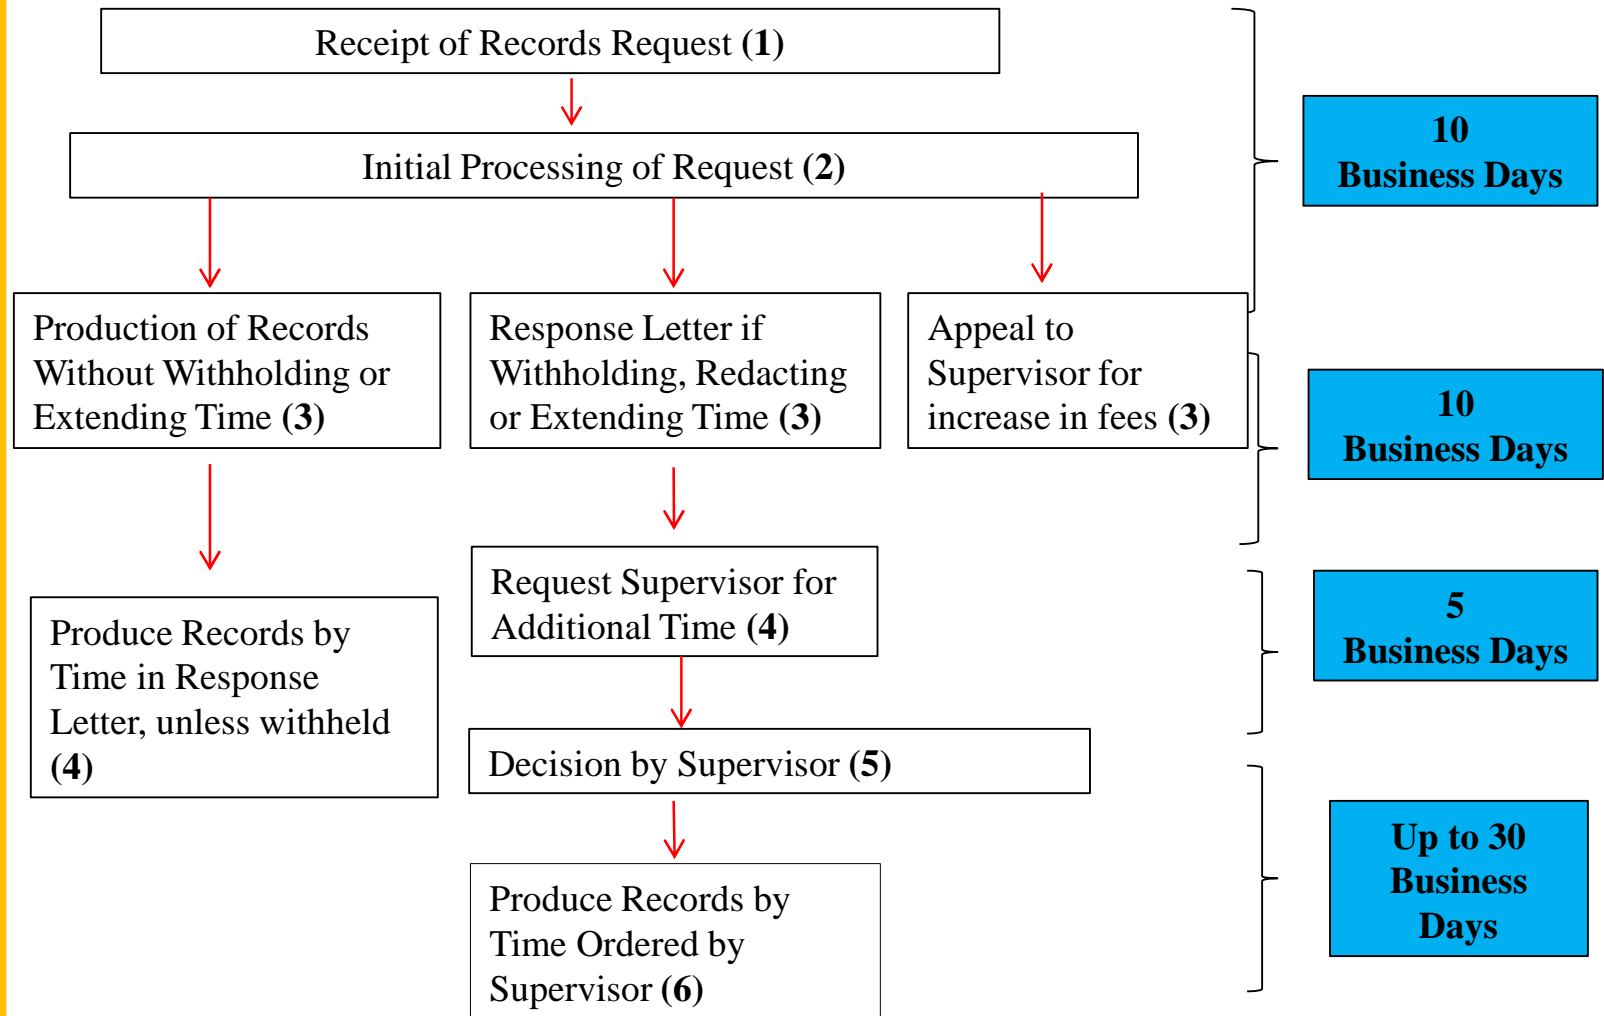 Receipt of Records Request (1)
Initial Processing of Request (2)
10
Business Days
Production of Records
Without Withholding or
Extending Time (3)
Response Letter if
Withholding, Redacting
or Extending Time (3)
Appeal to
Supervisor for
increase in fees (3)
10
Business Days
Request Supervisor for
Additional Time (4)
5
Business Days
Produce Records by
Time in Response
Letter, unless withheld
(4)
Decision by Supervisor (5)
Up to 30
Business
Days
Produce Records by
Time Ordered by
Supervisor (6)